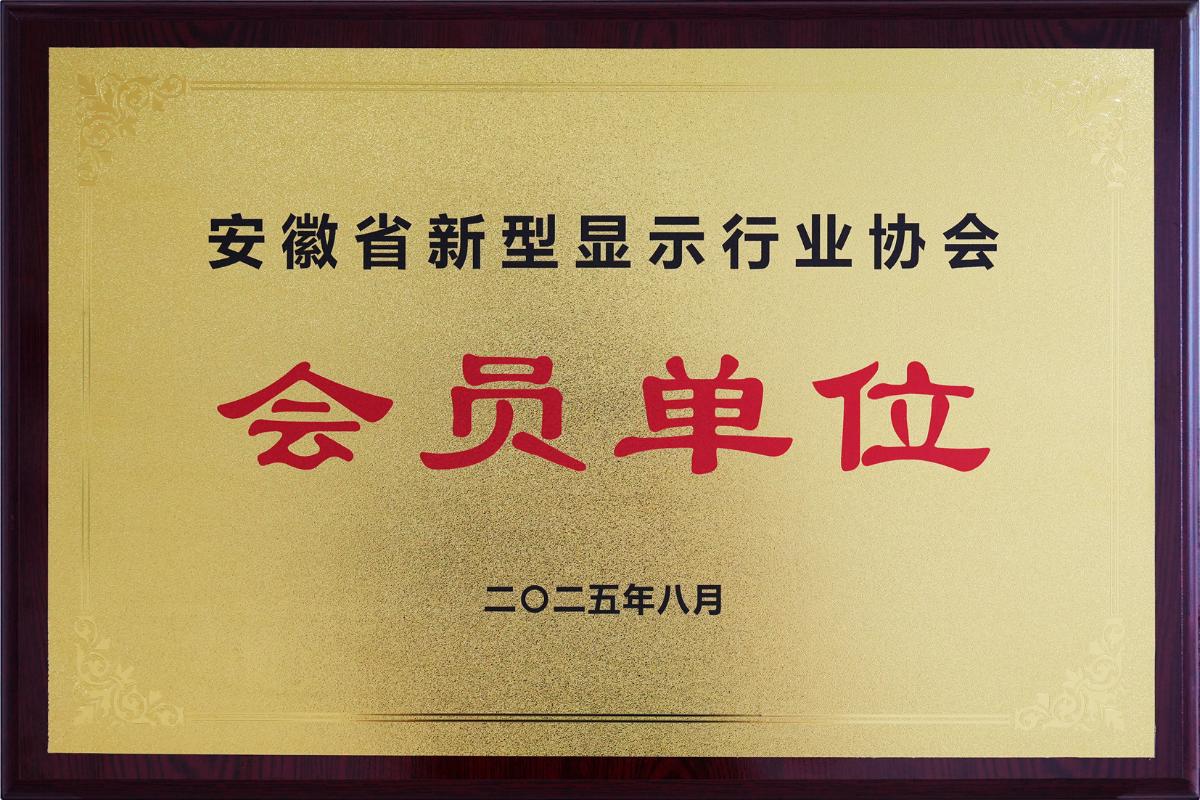 安徽省新型显示行业协会
会员单位
二〇二五年八月